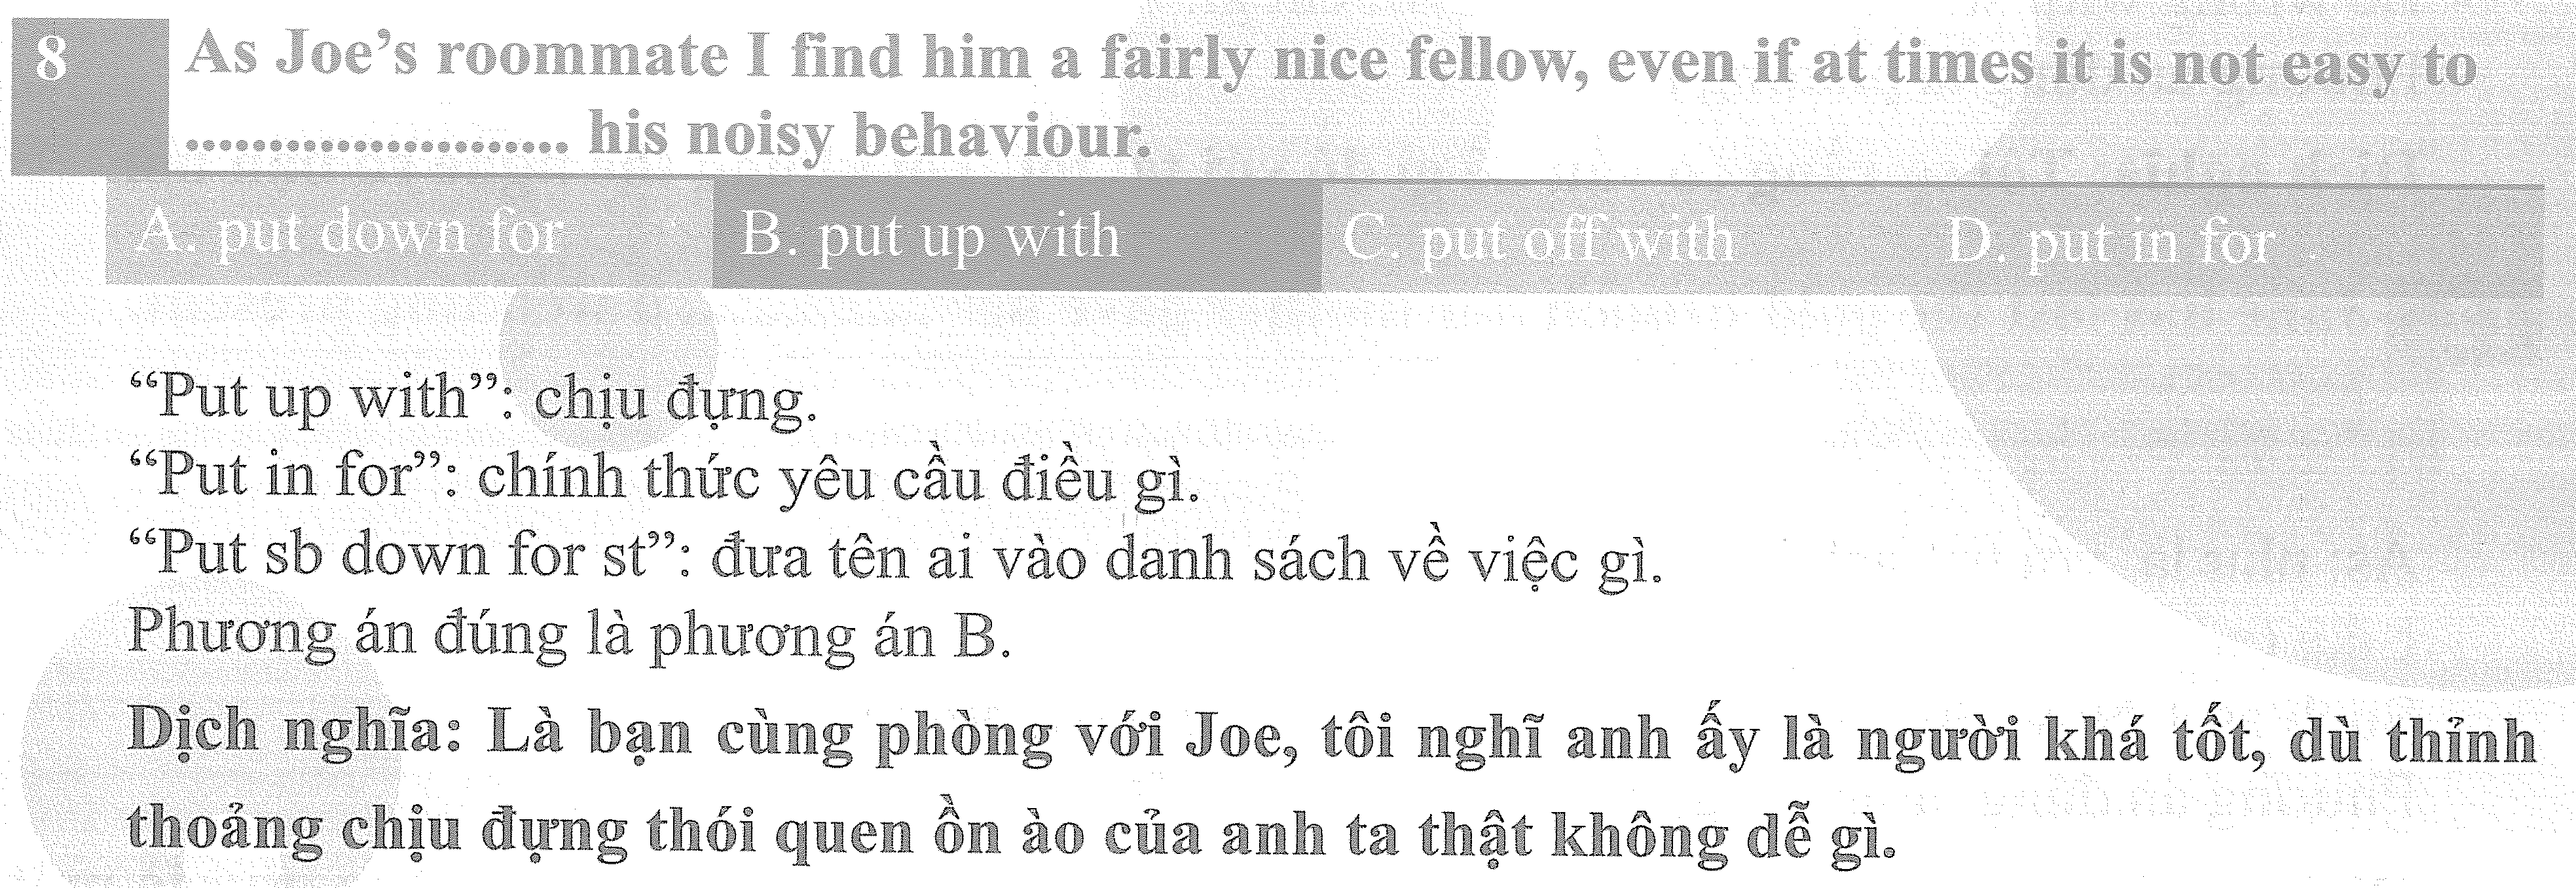 8 As Joe’s roommate I find him a fairly nice fellow, even if at times it is not easy to
....................... his noisy behaviour.
A. put down for B. put up with C. put off with D. put in for
“Put up with”: chịu đựng.
“Put in for”: chính thức yêu cầu điều gì.
“Put sb down for st”: đưa tên ai vào danh sách về việc gì.
Phương án đúng là phương án B.
Dịch nghĩa: Là bạn cùng phòng với Joe, tôi nghĩ anh ấy là người khá tốt, dù thỉnh
thoảng chịu đựng thói quen ồn ào của anh ta thật không dễ gì.